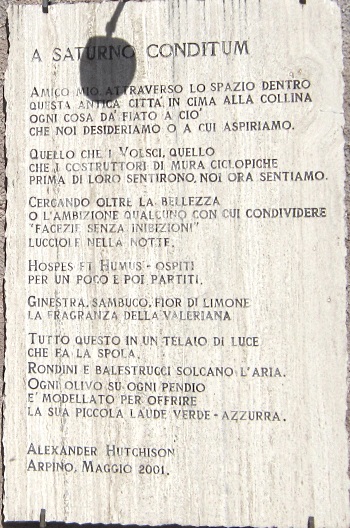 A SATURNO CONDITUM
AMICO MIO, ATTRAVERSO LO SPAZIO DENTRO
QUESTA ANTICA CITTA' IN CIMA ALLA COLLINA
OGNI COSA DA' FIATO A CIO'
CHE NOI DESIDERIAMO O A CUI ASPIRIAMO.
QUELLO CHE I VOLSCI, QUELLO
CHE I COSTRUTTORI DI MURA CICLOPICHE
PRIMA DI LORO SENTIRONO, NOI ORA SENTIAMO.
CERCANDO OLTRE LA BELLEZZA
O L'AMBIZIONE QUALCUNO CON CUI CONDIVIDERE
"FACEZIE SENZA INIBIZIONI"
LUCCIOLE NELLA NOTTE.
HOSPES ET HUMUS - OSPITI
PER UN POCO E POI PARTITI.
GINESTRA, SAMBUCO, FIOR DI LIMONE
LA FRAGRANZA DELLA VALERIANA
TUTTO QUESTO IN UN TELAIO DI LUCE
CHE FA LA SPOLA.
RONDINI E BALESTRUCCI SOLCANO L'ARIA.
OGNI OLIVO SU OGNI PENDIO
E' MODELLATO PER OFFRIRE
LA SUA PICCOLA LAUDE VERDE - AZZURRA.
ALEXANDER HUTCHISON
ARPINO, MAGGIO 2001.